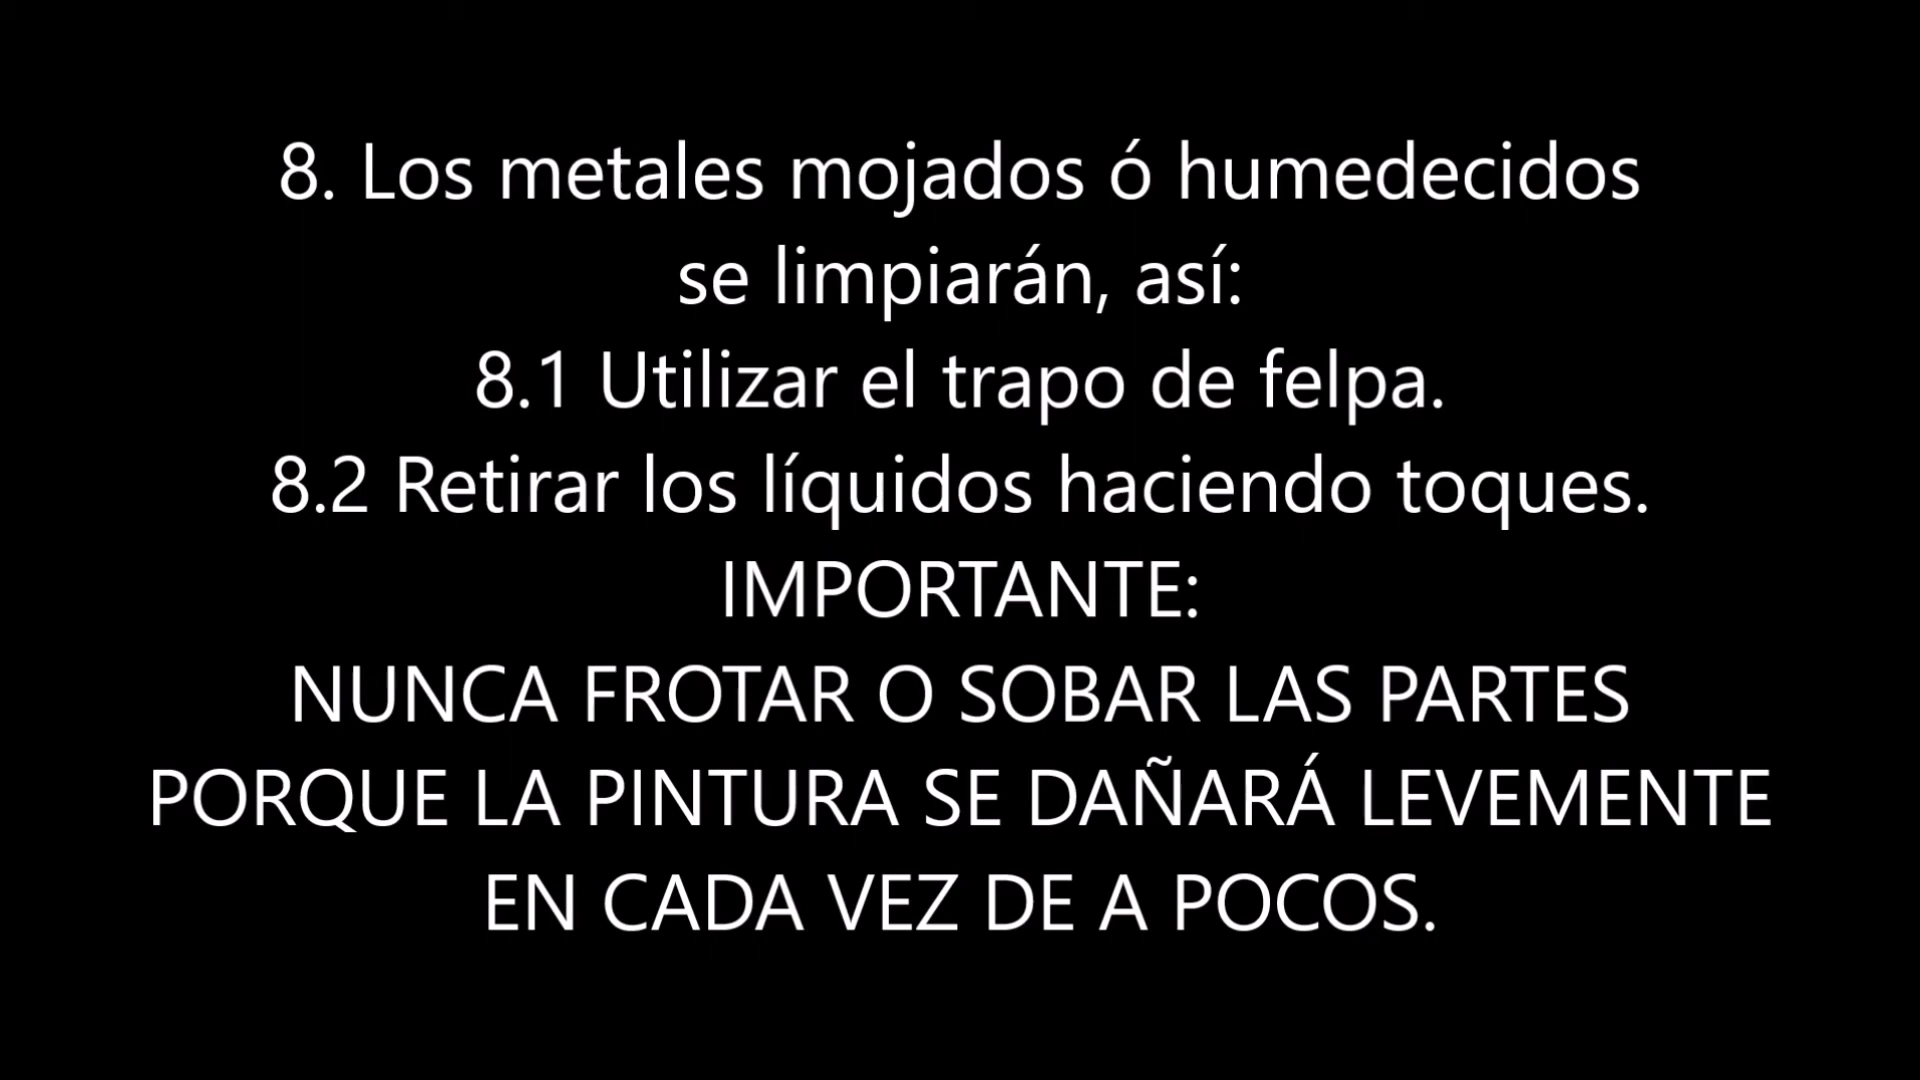 8. Los metales mojados ó humedecidos
se limpiarán, así:
8.1 Utilizar el trapo de felpa.
8.2 Retirar los líquidos haciendo toques.
IMPORTANTE:
NUNCA FROTAR O SOBAR LAS PARTES
PORQUE LA PINTURA SE DAÑARÁ LEVEMENTE
EN CADA VEZ DE A POCOS.